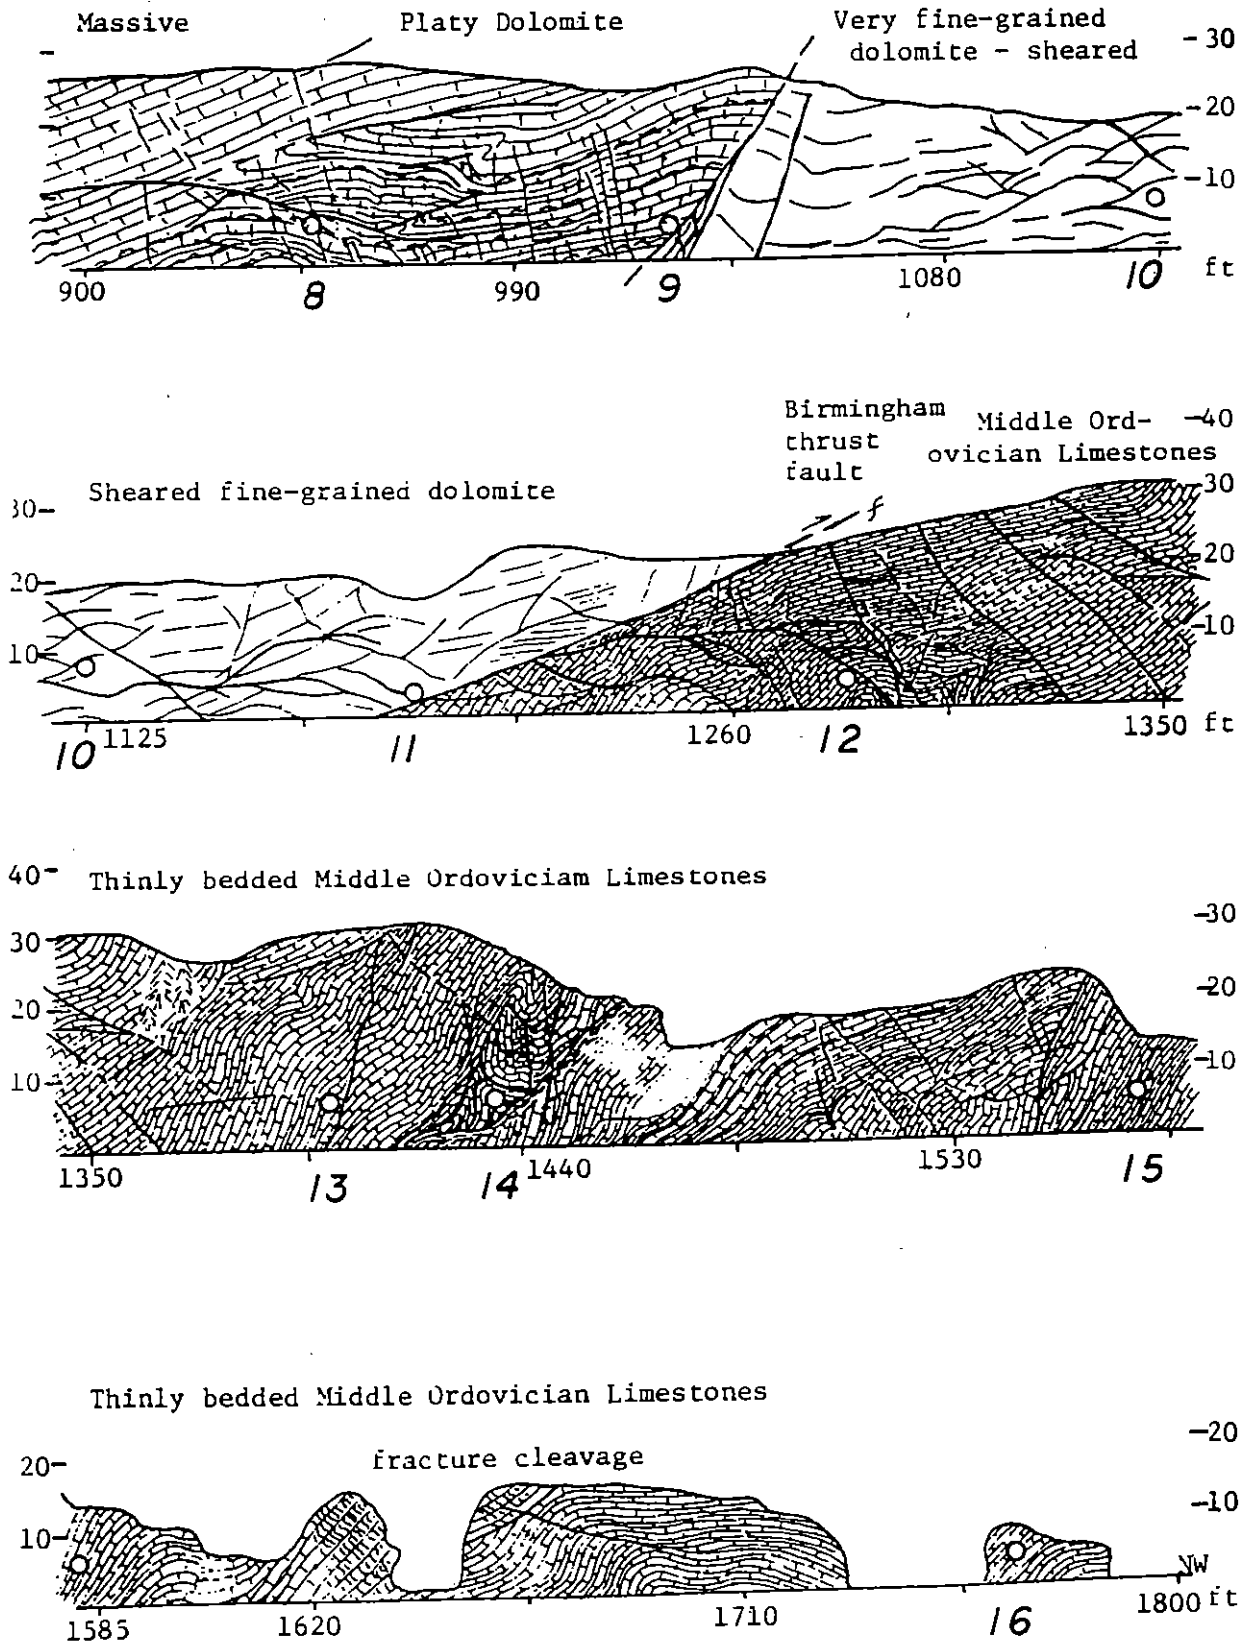 Massive
Platy Dolomite
Very fine-grained
dolomite - sheared
-30
-20
-10
900
8
990
9
1080
10
ft
Birmingham
thrust
fault
Middle Ord-
ovician Limestones
-40
Sheared fine-grained dolomite
f
30-
20-
10-
-30
-20
-10
10
1125
11
1260
12
1350 ft
40-
Thinly bedded Middle Ordoviciam Limestones
30-
20-
10-
-30
-20
-10
1350
13
14
1440
1530
15
Thinly bedded Middle Ordovician Limestones
fracture cleavage
20-
10-
-20
-10
NW
1585
1620
1710
16
1800 ft